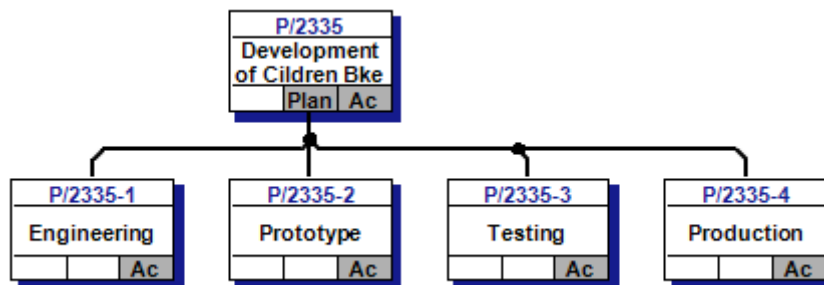 P/2335
Development
of Cildren Bke
Plan Ac
P/2335-1 P/2335-2 P/2335-3 P/2335-4
Engineering Prototype Testing Production
Ac Ac Ac Ac